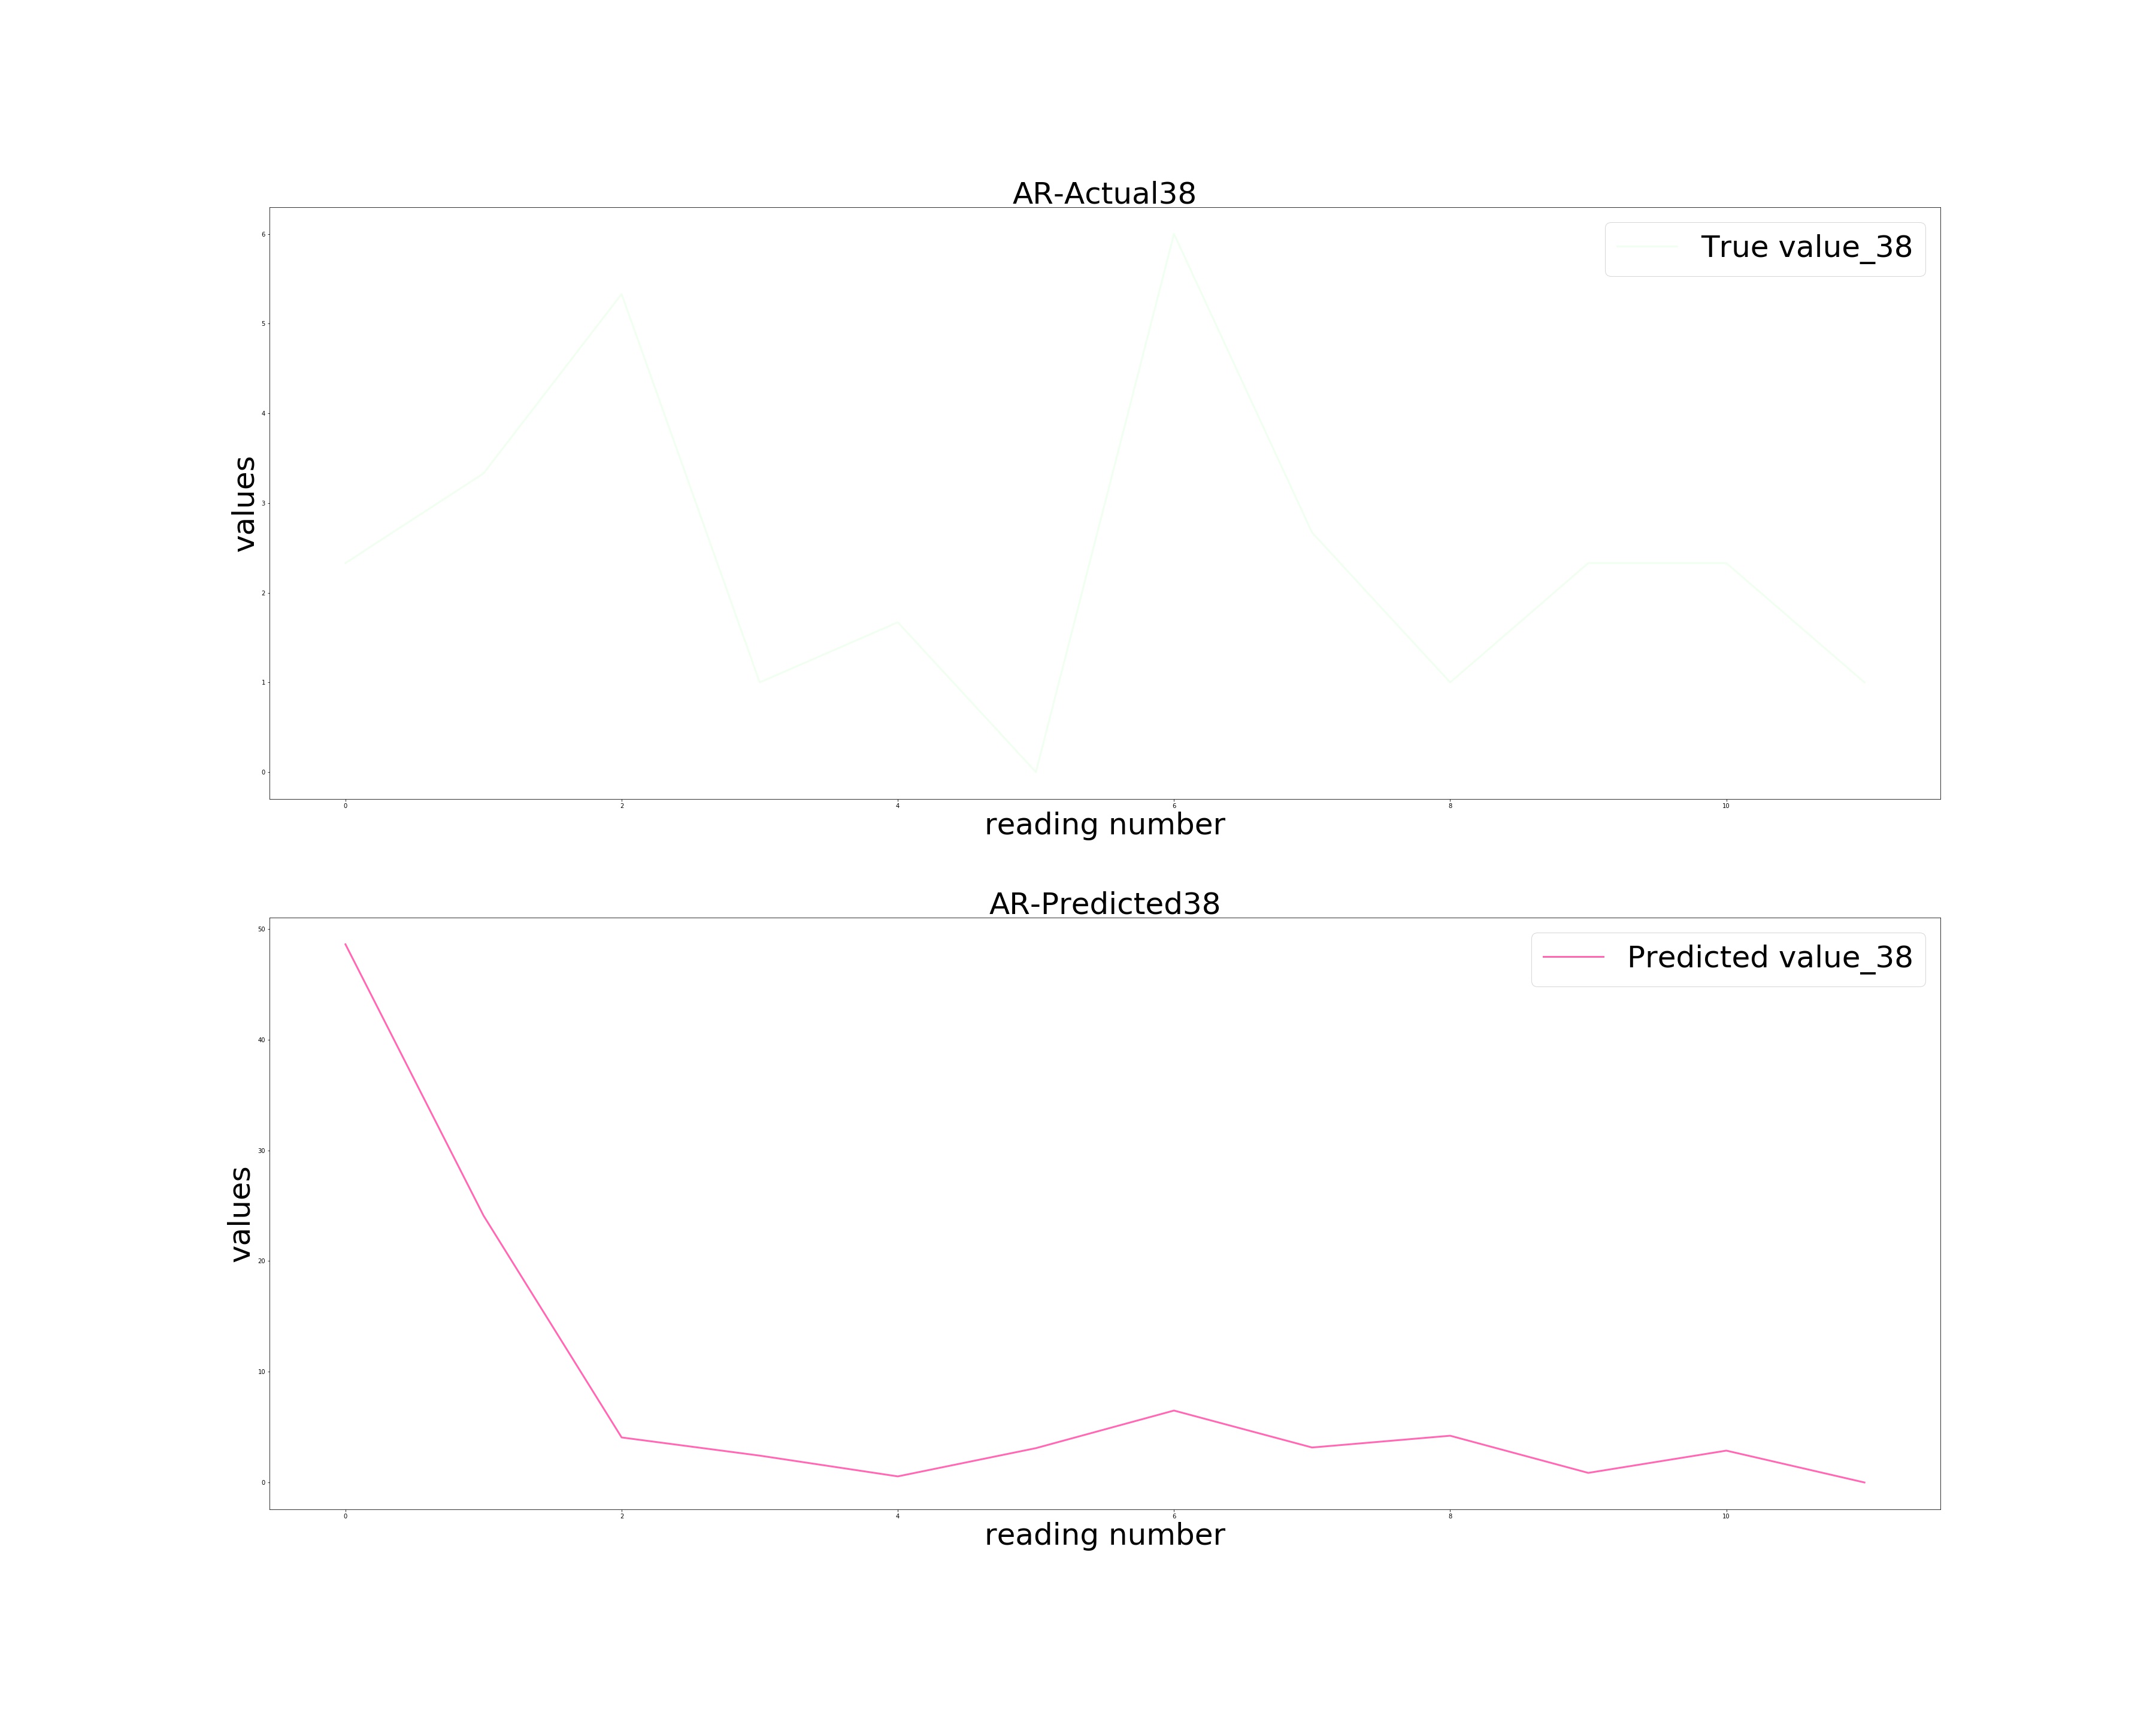 AR-Actual38
True value_38
6
5
4
3
2
1
0
values
0 2 4 6 8 10
reading number
AR-Predicted38
Predicted value_38
50
40
30
20
10
0
values
0 2 4 6 8 10
reading number